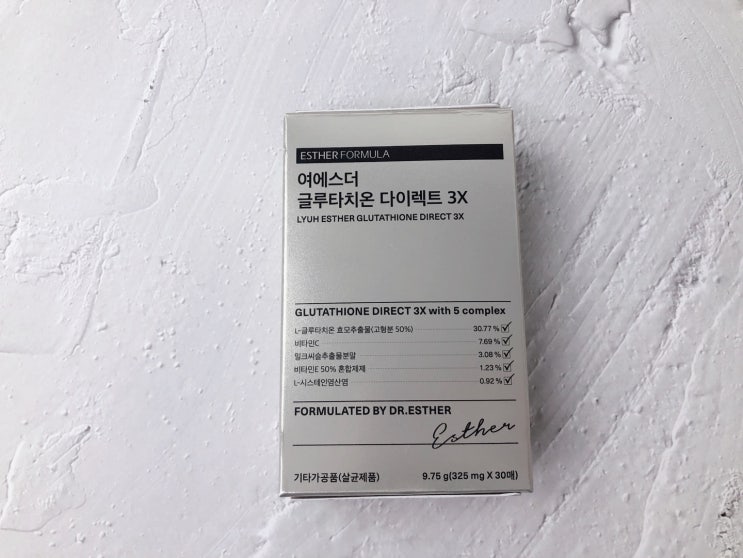 ESTHER FORMULA
여에스더
글루타치온 다이렉트 3X
LYUH ESTHER GLUTATHIONE DIRECT 3X
GLUTATHIONE DIRECT 3X with 5 complex
L-글루타치온 효모추출물(고형분 50%) 30.77 %
비타민C 7.69 %
밀크씨슬추출물분말 3.08 %
비타민E 50% 혼합제제 1.23 %
L-시스테인염산염 0.92 %
FORMULATED BY DR.ESTHER
Esther
기타가공품(살균제품) 9.75 g(325 mg X 30매)